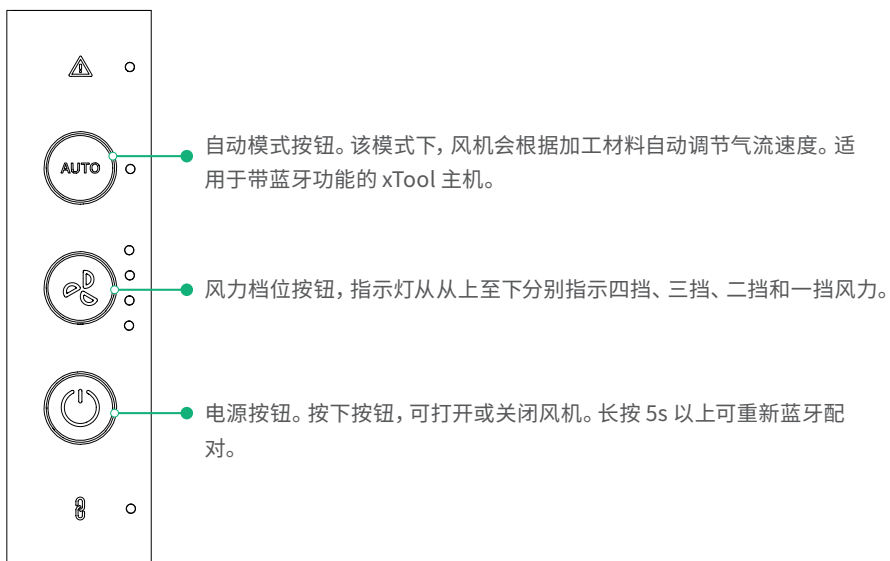 AUTO
自动模式按钮。该模式下，风机会根据加工材料自动调节气流速度。适
用于带蓝牙功能的 xTool 主机。
风力档位按钮，指示灯从从上至下分别指示四挡、三挡、二挡和一挡风力。
电源按钮。按下按钮，可打开或关闭风机。长按 5s 以上可重新蓝牙配
对。